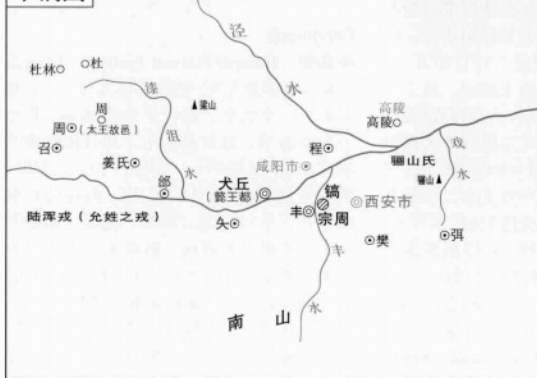 泾
水
杜林
杜
漆
沮
水
梁山
周
周
(太王故邑)
召
姜氏
邰
犬丘
(懿王都)
咸阳市
程
高陵
高陵
骊山氏
骊山
戏
水
陆浑戎(允姓之戎)
矢
丰
镐
宗周
西安市
樊
弭
丰
水
南山